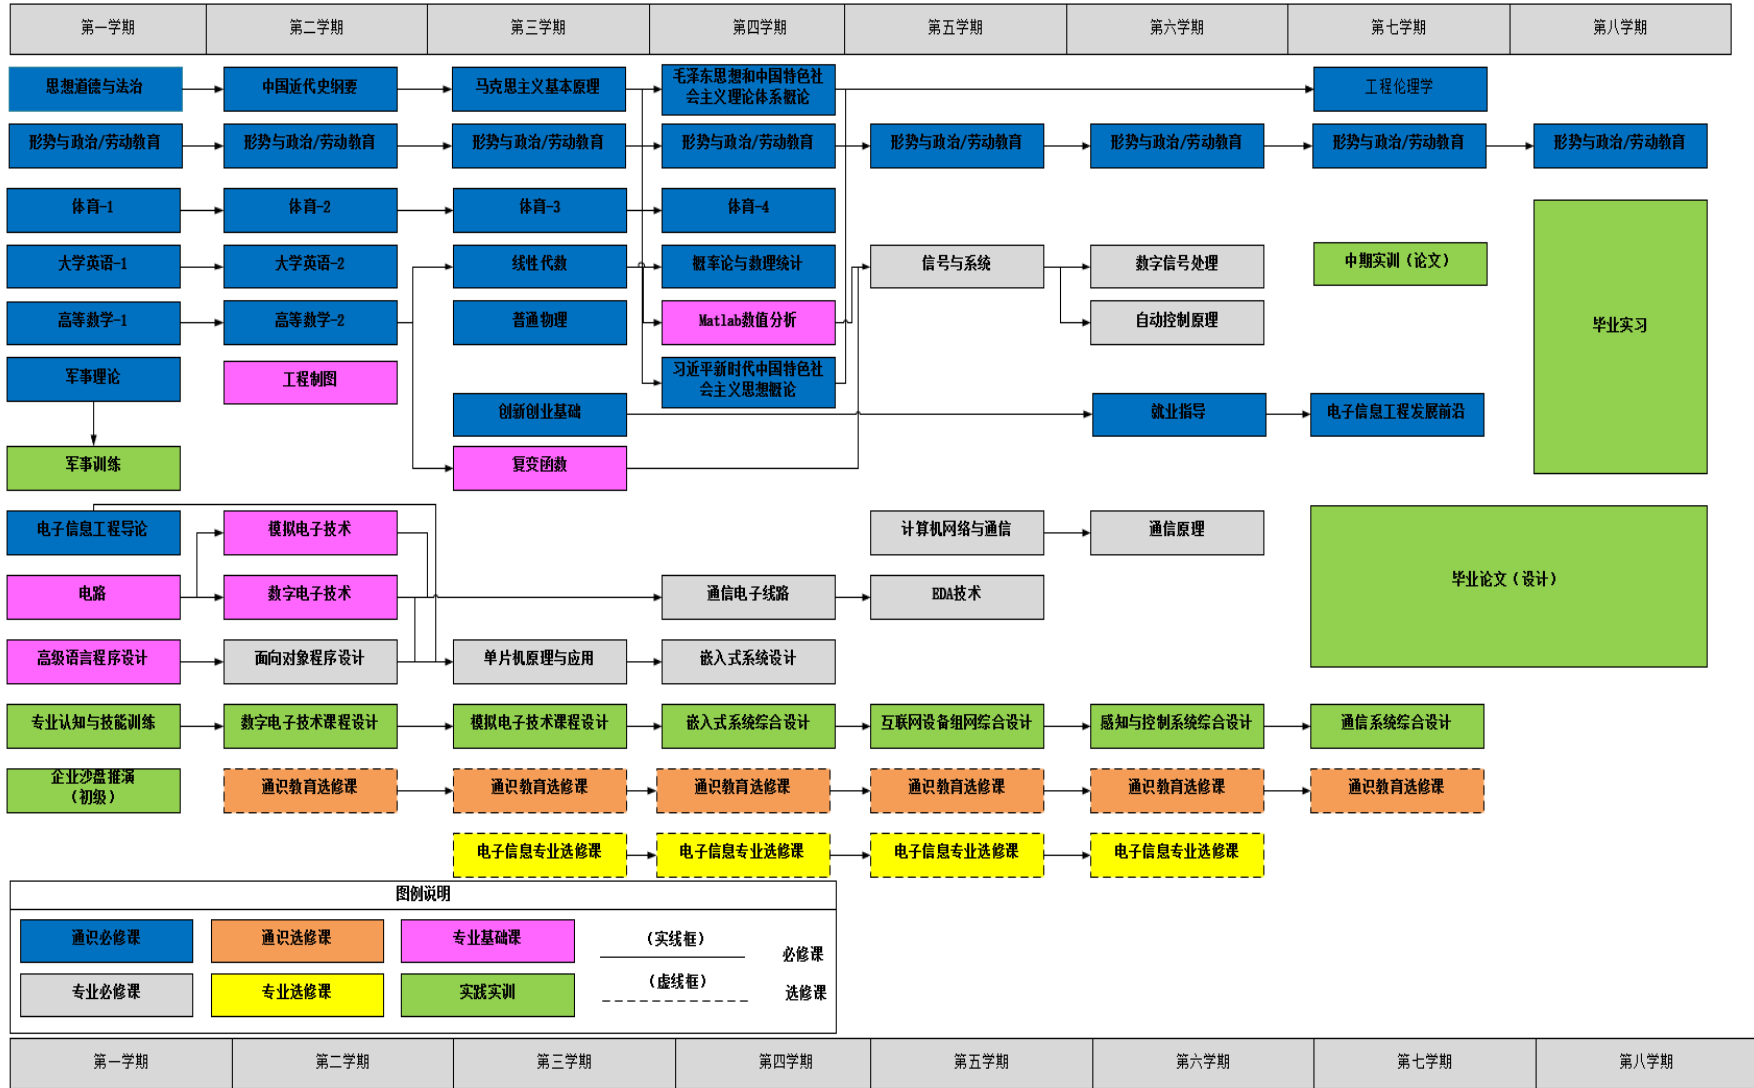 第一学期 第二学期 第三学期 第四学期 第五学期 第六学期 第七学期 第八学期
思想道德与法治 中国近代史纲要 马克思主义基本原理
毛泽东思想和中国特色社
会主义理论体系概论
工程伦理学
形势与政治/劳动教育 形势与政治/劳动教育 形势与政治/劳动教育 形势与政治/劳动教育 形势与政治/劳动教育 形势与政治/劳动教育 形势与政治/劳动教育 形势与政治/劳动教育
体育-1 体育-2 体育-3 体育-4
大学英语-1 大学英语-2 线性代数 概率论与数理统计 信号与系统 数字信号处理 中期实训（论文）
高等数学-1 高等数学-2 普通物理 Matlab数值分析 自动控制原理 毕业实习
军事理论 工程制图
习近平新时代中国特色社
会主义思想概论
创新创业基础 就业指导 电子信息工程发展前沿
军事训练 复变函数
电子信息工程导论 模拟电子技术 计算机网络与通信 通信原理
电路 数字电子技术 通信电子线路 EDA技术 毕业论文（设计）
高级语言程序设计 面向对象程序设计 单片机原理与应用 嵌入式系统设计
专业认知与技能训练 数字电子技术课程设计 模拟电子技术课程设计 嵌入式系统综合设计 互联网设备组网综合设计 感知与控制系统综合设计 通信系统综合设计
企业沙盘推演
（初级）
通识教育选修课 通识教育选修课 通识教育选修课 通识教育选修课 通识教育选修课 通识教育选修课
电子信息专业选修课 电子信息专业选修课 电子信息专业选修课 电子信息专业选修课
图例说明
通识必修课 通识选修课 专业基础课 （实线框） 必修课
专业必修课 专业选修课 实践实训 （虚线框） 选修课
第一学期 第二学期 第三学期 第四学期 第五学期 第六学期 第七学期 第八学期